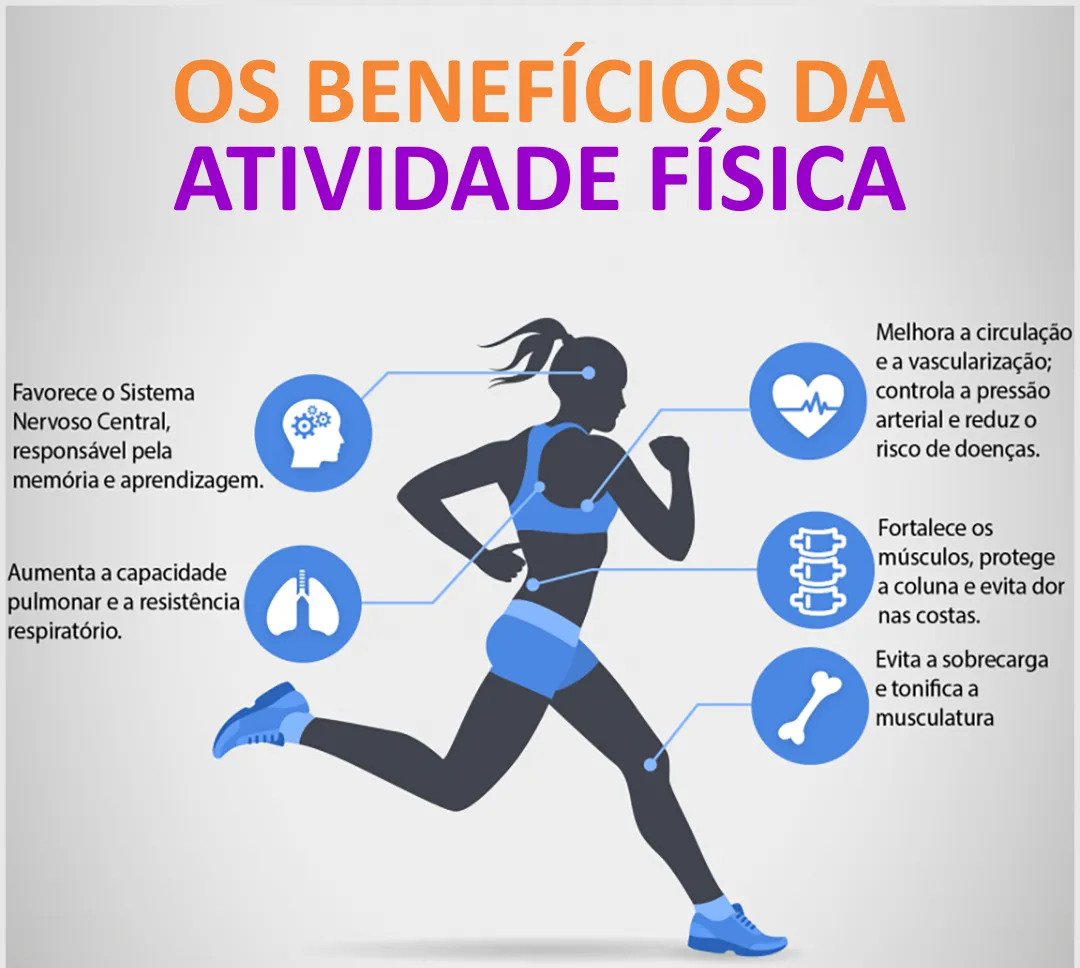 OS BENEFÍCIOS DA
ATIVIDADE FÍSICA
Favorece o Sistema
Nervoso Central,
responsável pela
memória e aprendizagem.
Aumenta a capacidade
pulmonar e a resistência
respiratório.
Melhora a circulação
e a vascularização;
controla a pressão
arterial e reduz o
risco de doenças.
Fortalece os
músculos, protege
a coluna e evita dor
nas costas.
Evita a sobrecarga
e tonifica a
musculatura